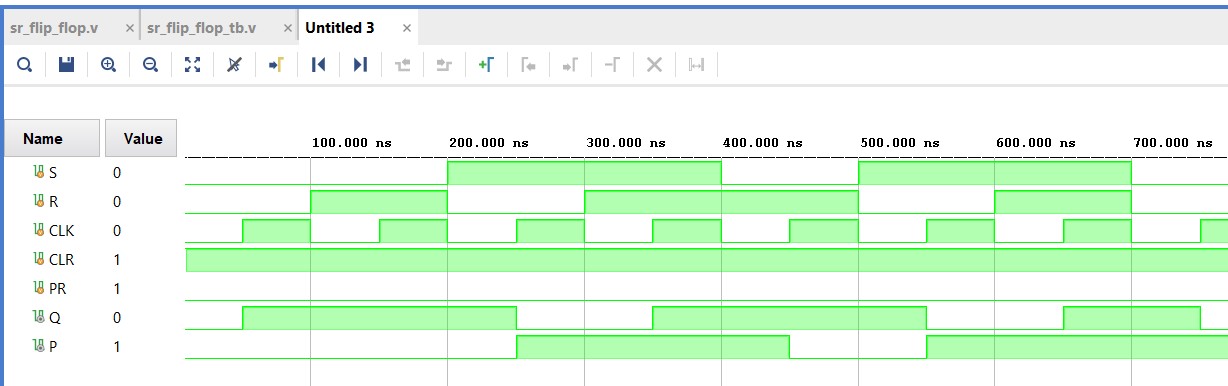 sr_flip_flop.v × sr_flip_flop_tb.v × Untitled 3 ×
Name Value
100.000 ns 200.000 ns 300.000 ns 400.000 ns 500.000 ns 600.000 ns 700.000 ns
S 0
R 0
CLK 0
CLR 1
PR 1
Q 0
P 1